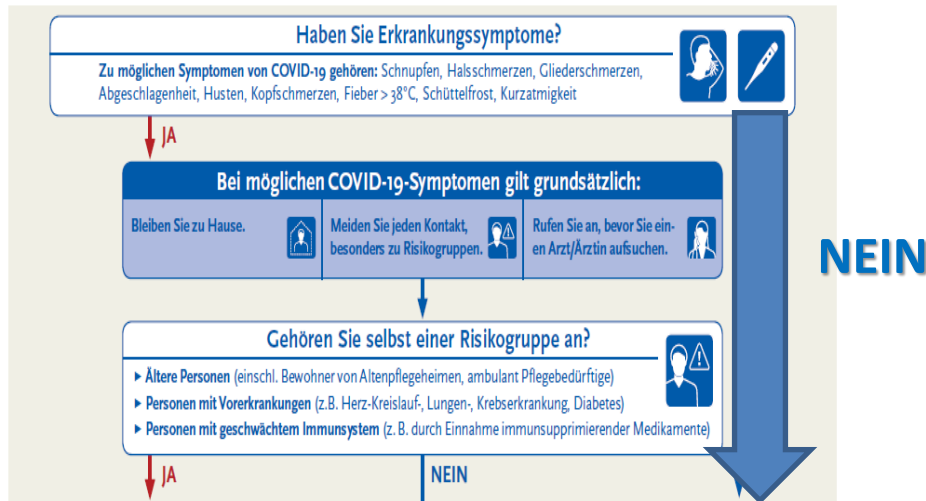 Haben Sie Erkrankungssymptome?
Zu möglichen Symptomen von COVID-19 gehören: Schnupfen, Halsschmerzen, Gliederschmerzen,
Abgeschlagenheit, Husten, Kopfschmerzen, Fieber > 38°C, Schüttelfrost, Kurzatmigkeit
JA
Bei möglichen COVID-19-Symptomen gilt grundsätzlich:
Bleiben Sie zu Hause.
Meiden Sie jeden Kontakt,
besonders zu Risikogruppen.
Rufen Sie an, bevor Sie ein-
en Arzt/Ärztin aufsuchen.
NEIN
Gehören Sie selbst einer Risikogruppe an?
▸ Ältere Personen (einschl. Bewohner von Altenpflegeheimen, ambulant Pflegebedürftige)
▸ Personen mit Vorerkrankungen (z.B. Herz-Kreislauf-, Lungen-, Krebserkrankung, Diabetes)
▸ Personen mit geschwächtem Immunsystem (z. B. durch Einnahme immunsupprimierender Medikamente)
JA
NEIN